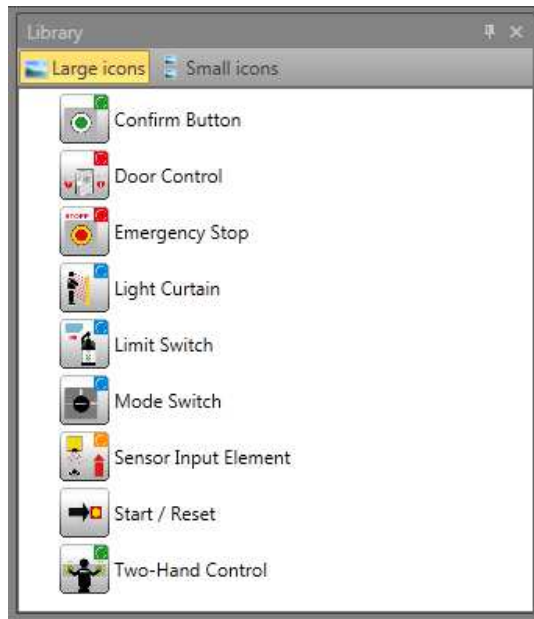 Library
Large icons Small icons
Confirm Button
Door Control
STOPP
Emergency Stop
Light Curtain
Limit Switch
Mode Switch
Sensor Input Element
Start / Reset
Two-Hand Control